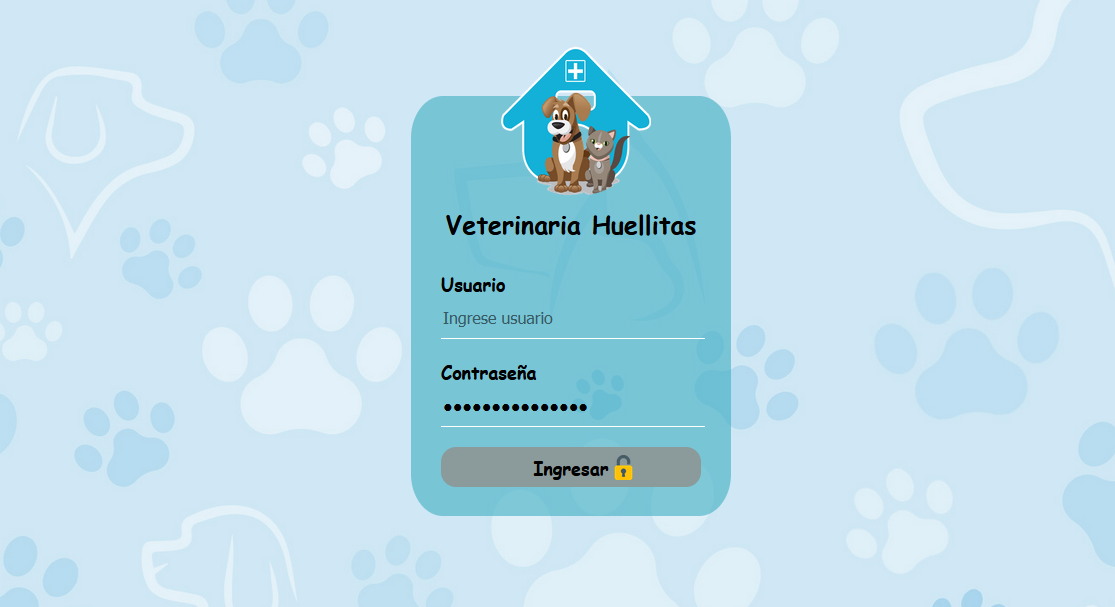 Veterinaria Huellitas
Usuario
Ingrese usuario
Contraseña
•••••••••••••••
Ingresar